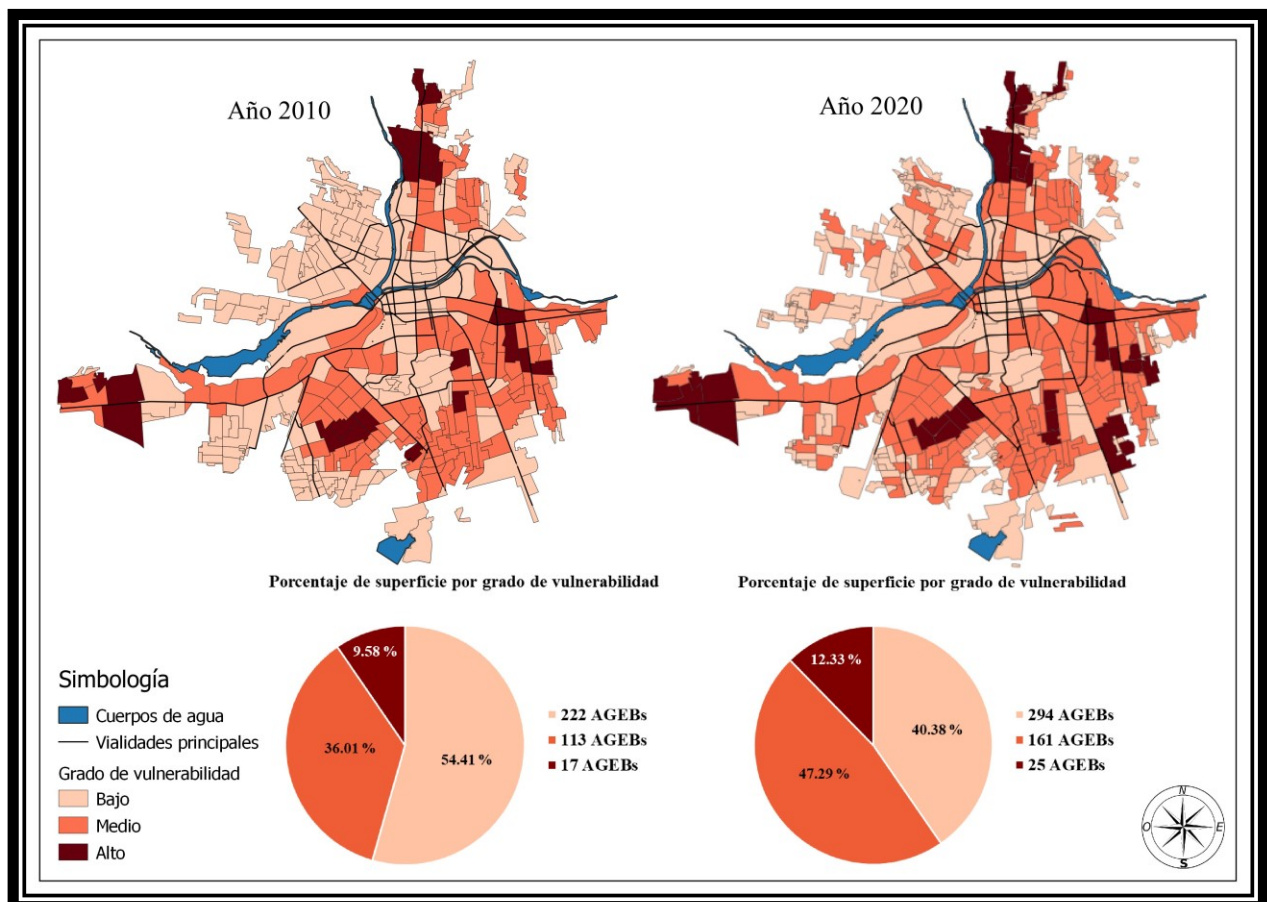 Año 2010
Año 2020
Porcentaje de superficie por grado de vulnerabilidad
Porcentaje de superficie por grado de vulnerabilidad
9.58 %
36.01 %
54.41 %
222 AGEBs
113 AGEBs
17 AGEBs
12.33 %
40.38 %
47.29 %
294 AGEBs
161 AGEBs
25 AGEBs
Simbología
Cuerpos de agua
Vialidades principales
Grado de vulnerabilidad
Bajo
Medio
Alto
N
O
E
S